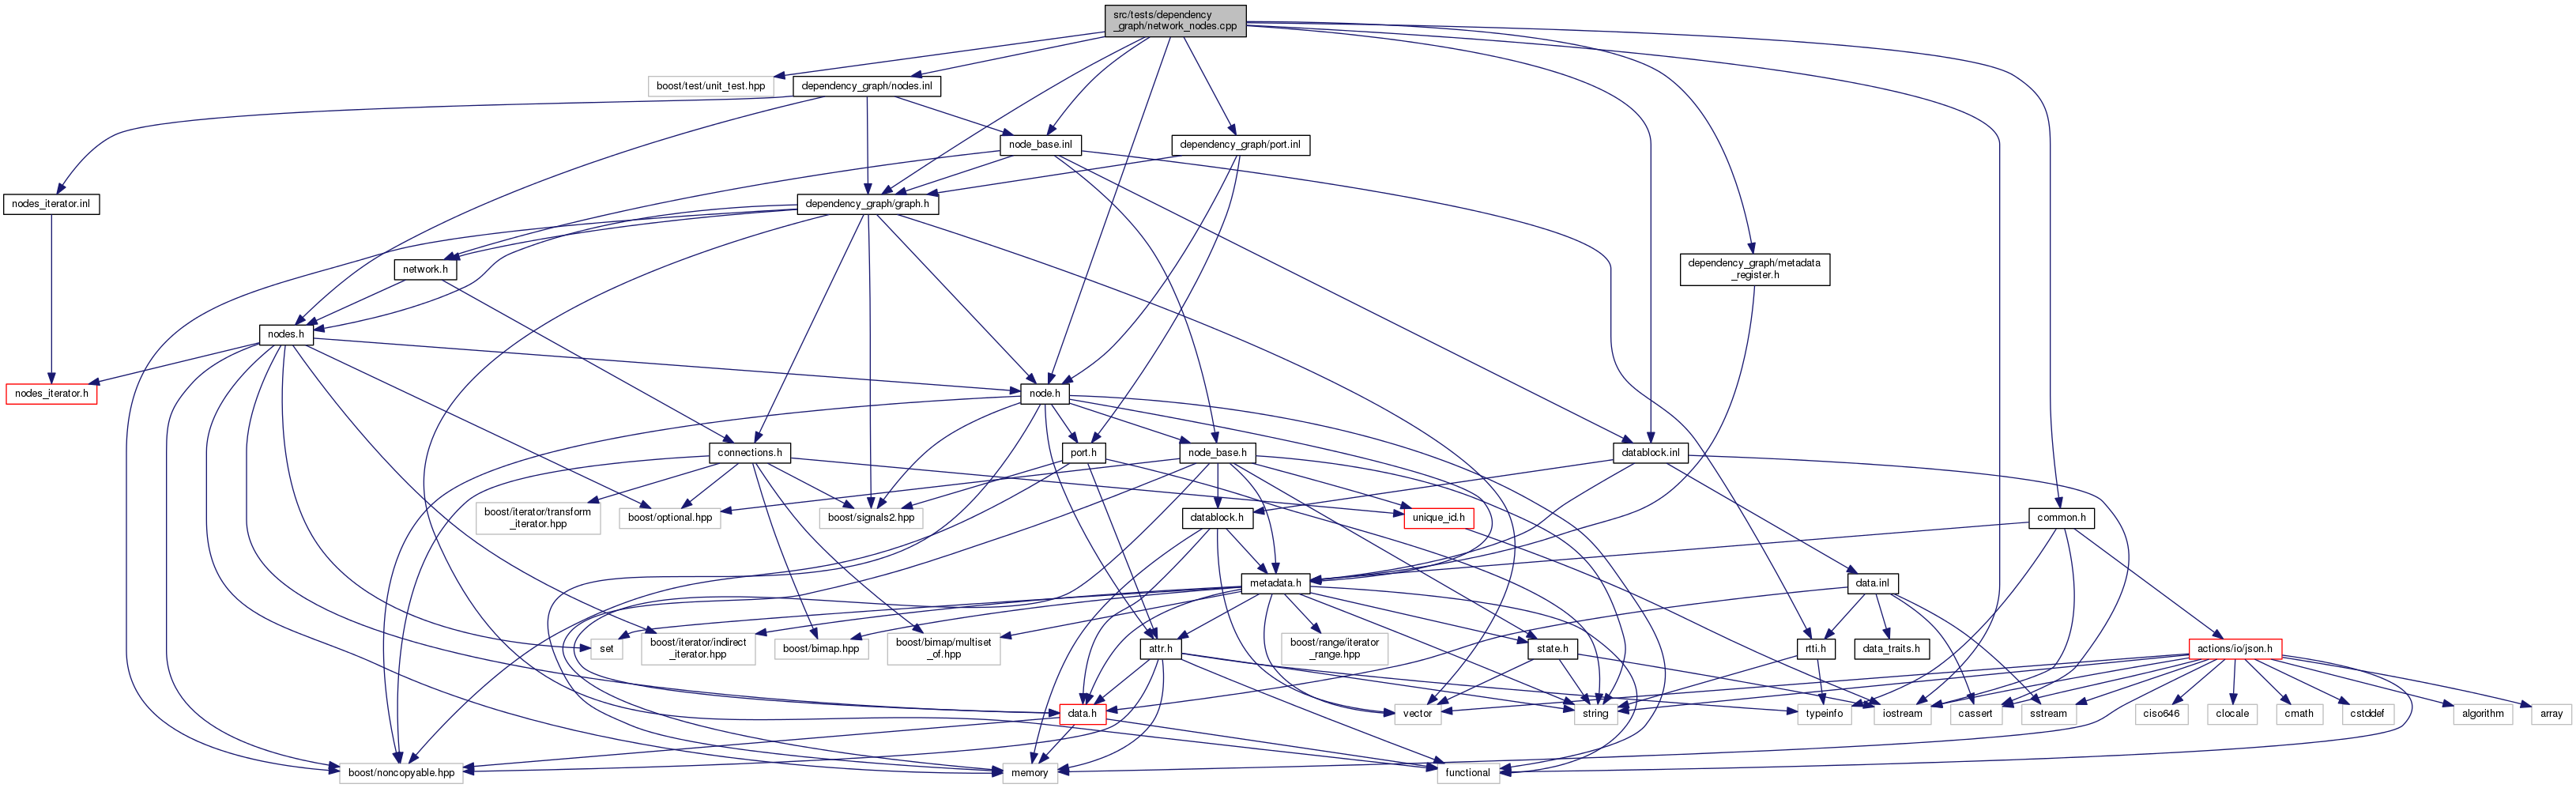 src/tests/dependency
_graph/network_nodes.cpp
boost/test/unit_test.hpp
dependency_graph/nodes.inl
node_base.inl
dependency_graph/port.inl
nodes_iterator.inl
dependency_graph/graph.h
network.h
dependency_graph/metadata
_register.h
nodes.h
nodes_iterator.h
node.h
connections.h
port.h
node_base.h
datablock.inl
boost/iterator/transform
_iterator.hpp
boost/optional.hpp
boost/signals2.hpp
datablock.h
unique_id.h
common.h
metadata.h
data.inl
set
boost/iterator/indirect
_iterator.hpp
boost/bimap.hpp
boost/bimap/multiset
_of.hpp
attr.h
boost/range/iterator
_range.hpp
state.h
rtti.h
data_traits.h
actions/io/json.h
data.h
vector
string
typeinfo
iostream
cassert
sstream
ciso646
clocale
cmath
cstddef
algorithm
array
boost/noncopyable.hpp
memory
functional